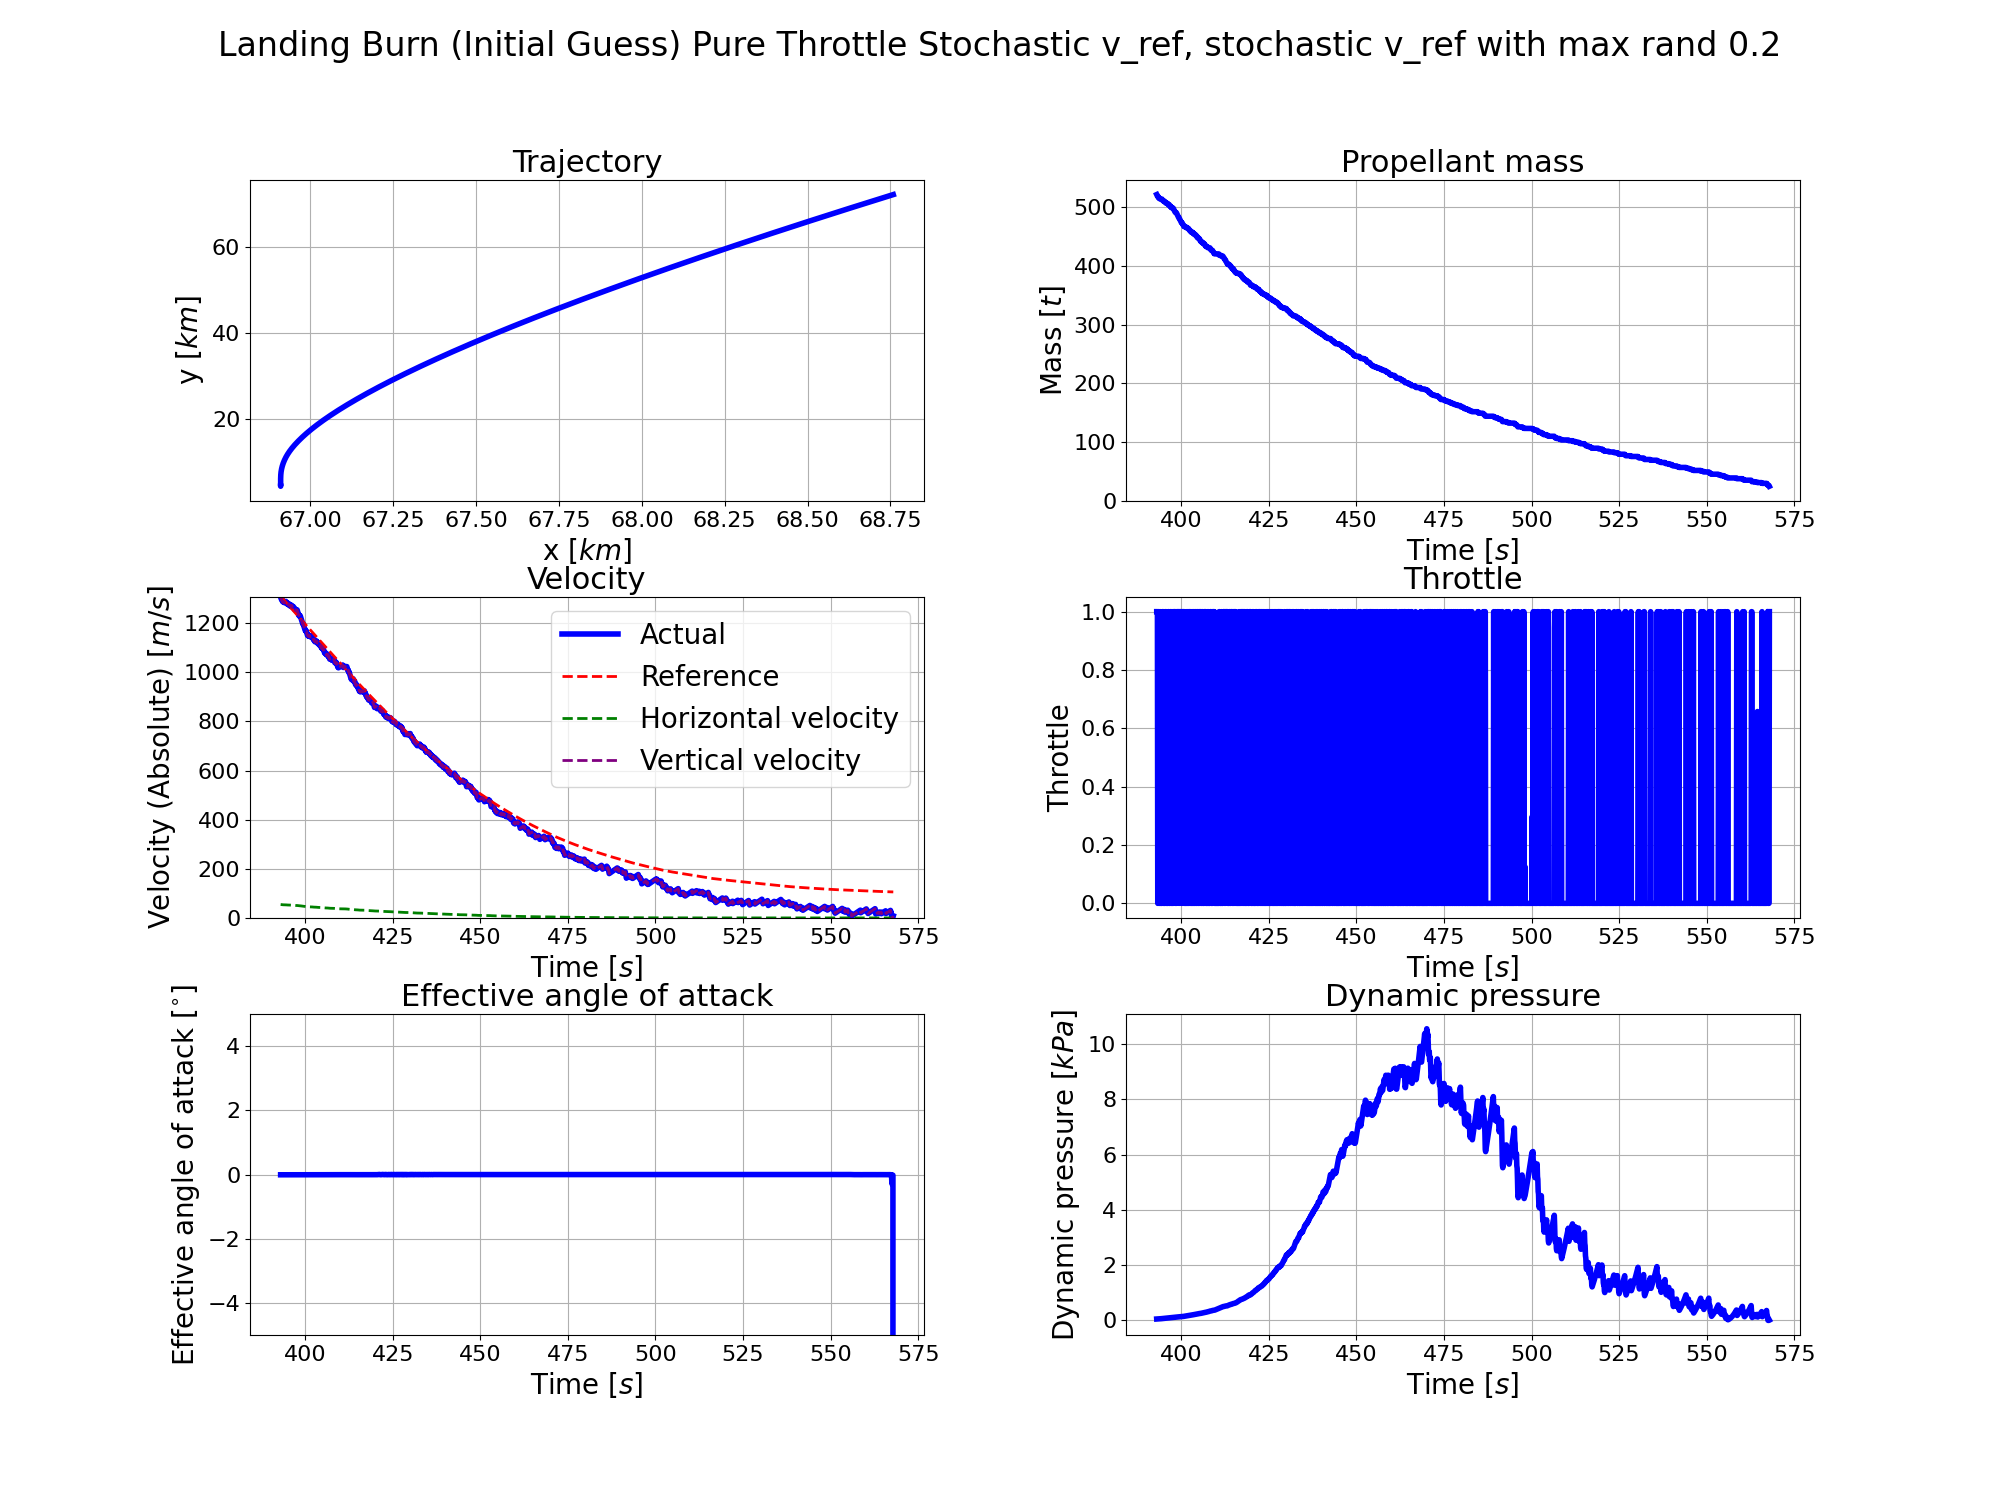 Landing Burn (Initial Guess) Pure Throttle Stochastic v_ref, stochastic v_ref with max rand 0.2
Trajectory
y [km]
60
40
20
67.00 67.25 67.50 67.75 68.00 68.25 68.50 68.75
x [km]
Propellant mass
Mass [t]
500
400
300
200
100
0
400 425 450 475 500 525 550 575
Time [s]
Velocity
Velocity (Absolute) [m/s]
1200
1000
800
600
400
200
0
Actual
Reference
Horizontal velocity
Vertical velocity
400 425 450 475 500 525 550 575
Time [s]
Throttle
Throttle
1.0
0.8
0.6
0.4
0.2
0.0
400 425 450 475 500 525 550 575
Time [s]
Effective angle of attack
Effective angle of attack [°]
4
2
0
−2
−4
400 425 450 475 500 525 550 575
Time [s]
Dynamic pressure
Dynamic pressure [kPa]
10
8
6
4
2
0
400 425 450 475 500 525 550 575
Time [s]